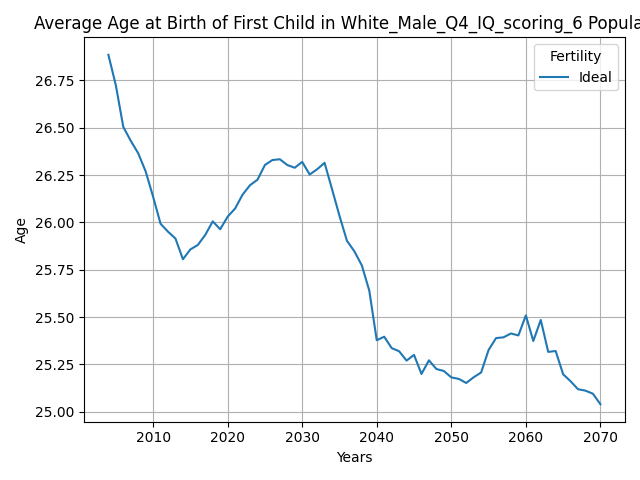 Average Age at Birth of First Child in White_Male_Q4_IQ_scoring_6 Popula
Fertility
Ideal
26.75
26.50
26.25
26.00
25.75
25.50
25.25
25.00
Age
2010 2020 2030 2040 2050 2060 2070
Years